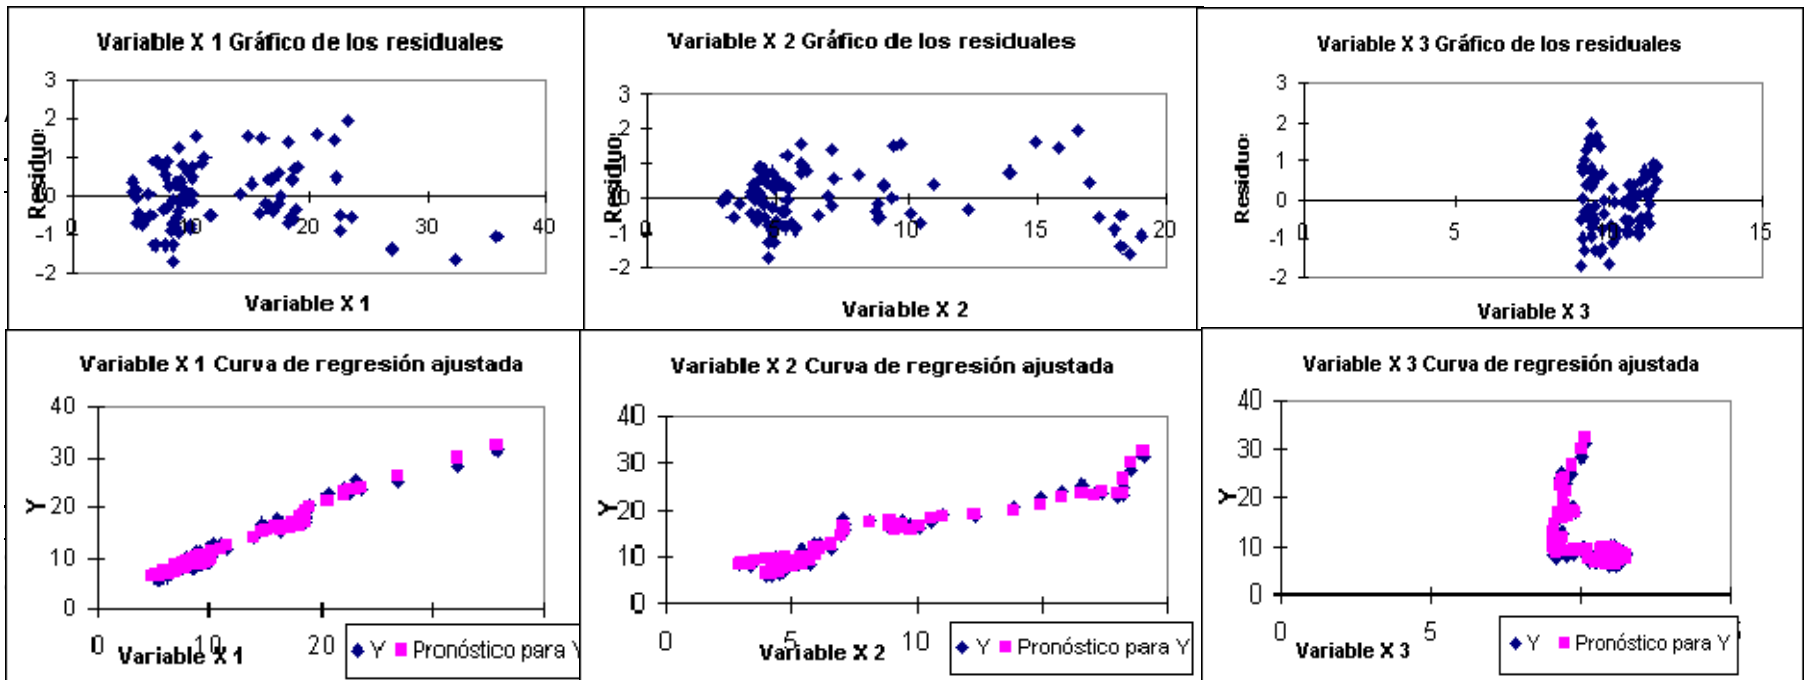 Variable X 1 Gráfico de los residuales
3
2
1
0
-1
-2
0
10
20
30
40
Residuos
Variable X 1
Variable X 2 Gráfico de los residuales
3
2
1
0
-1
-2
0
5
10
15
20
Residuos
Variable X 2
Variable X 3 Gráfico de los residuales
3
2
1
0
-1
-2
0
5
10
15
Residuos
Variable X 3
Variable X 1 Curva de regresión ajustada
40
30
20
10
0
Y
0
10
20
Variable X 1
Y Pronóstico para Y
Variable X 2 Curva de regresión ajustada
40
30
20
10
0
Y
0
5
10
Variable X 2
Y Pronóstico para Y
Variable X 3 Curva de regresión ajustada
40
30
20
10
0
Y
0
5
Variable X 3
Y Pronóstico para Y